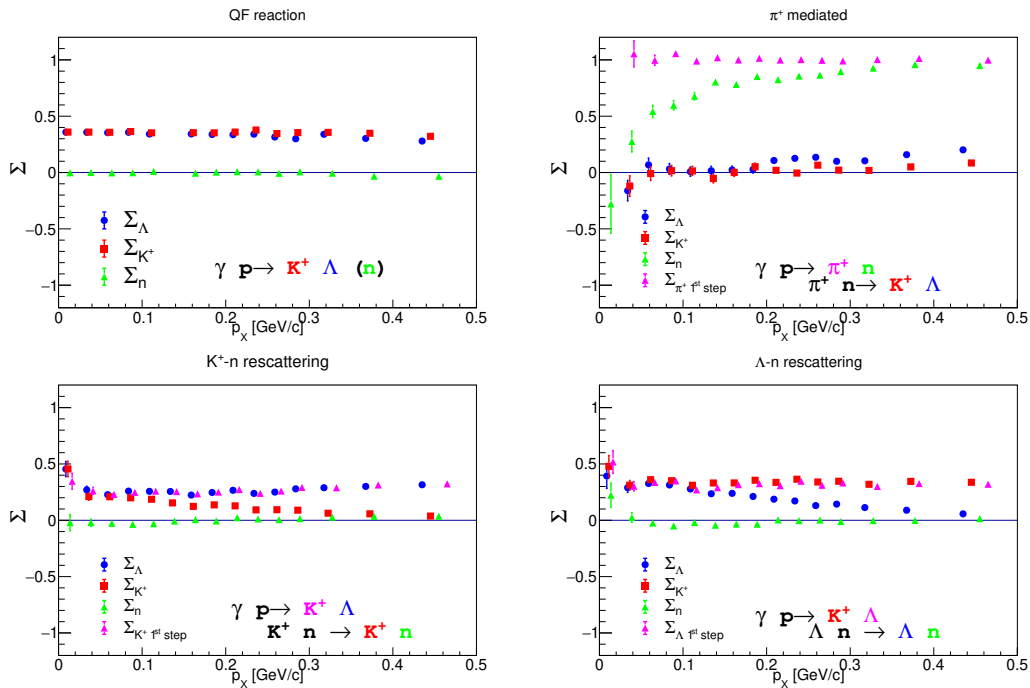 QF reaction
1
0.5
0
−0.5
−1
Σ
Σ_Λ
Σ_K+
Σ_n
γ p→ K+ Λ (n)
0 0.1 0.2 0.3 0.4 0.5
p_X [GeV/c]
π+ mediated
1
0.5
0
−0.5
−1
Σ
Σ_Λ
Σ_K+
Σ_n
Σ_π+ 1st step
γ p→ π+ n
π+ n→ K+ Λ
0 0.1 0.2 0.3 0.4 0.5
p_X [GeV/c]
K+-n rescattering
1
0.5
0
−0.5
−1
Σ
Σ_Λ
Σ_K+
Σ_n
Σ_K+ 1st step
γ p→ K+ Λ
K+ n → K+ n
0 0.1 0.2 0.3 0.4 0.5
p_X [GeV/c]
Λ-n rescattering
1
0.5
0
−0.5
−1
Σ
Σ_Λ
Σ_K+
Σ_n
Σ_Λ 1st step
γ p→ K+ Λ
Λ n → Λ n
0 0.1 0.2 0.3 0.4 0.5
p_X [GeV/c]